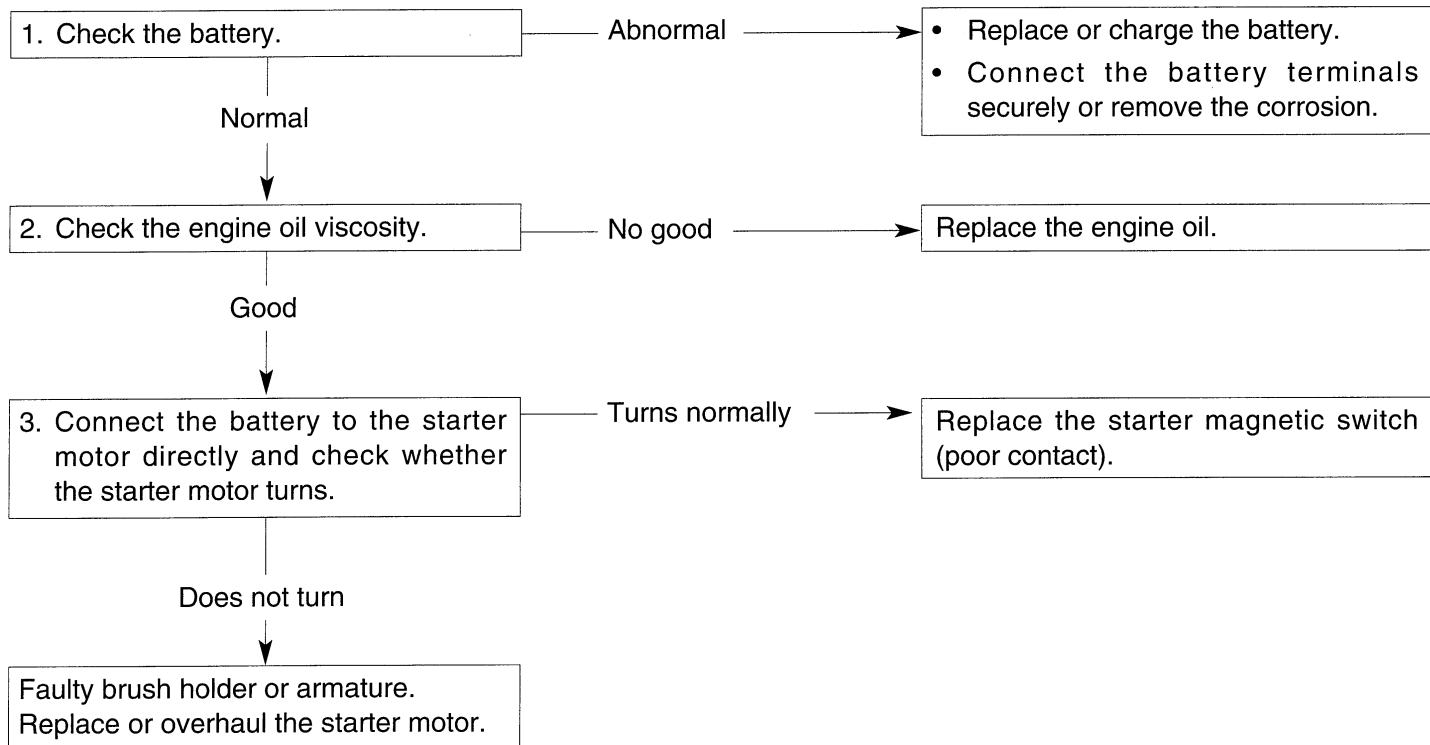 1. Check the battery.
Abnormal
• Replace or charge the battery.
• Connect the battery terminals
securely or remove the corrosion.
Normal
2. Check the engine oil viscosity.
No good
Replace the engine oil.
Good
3. Connect the battery to the starter
motor directly and check whether
the starter motor turns.
Turns normally
Replace the starter magnetic switch
(poor contact).
Does not turn
Faulty brush holder or armature.
Replace or overhaul the starter motor.